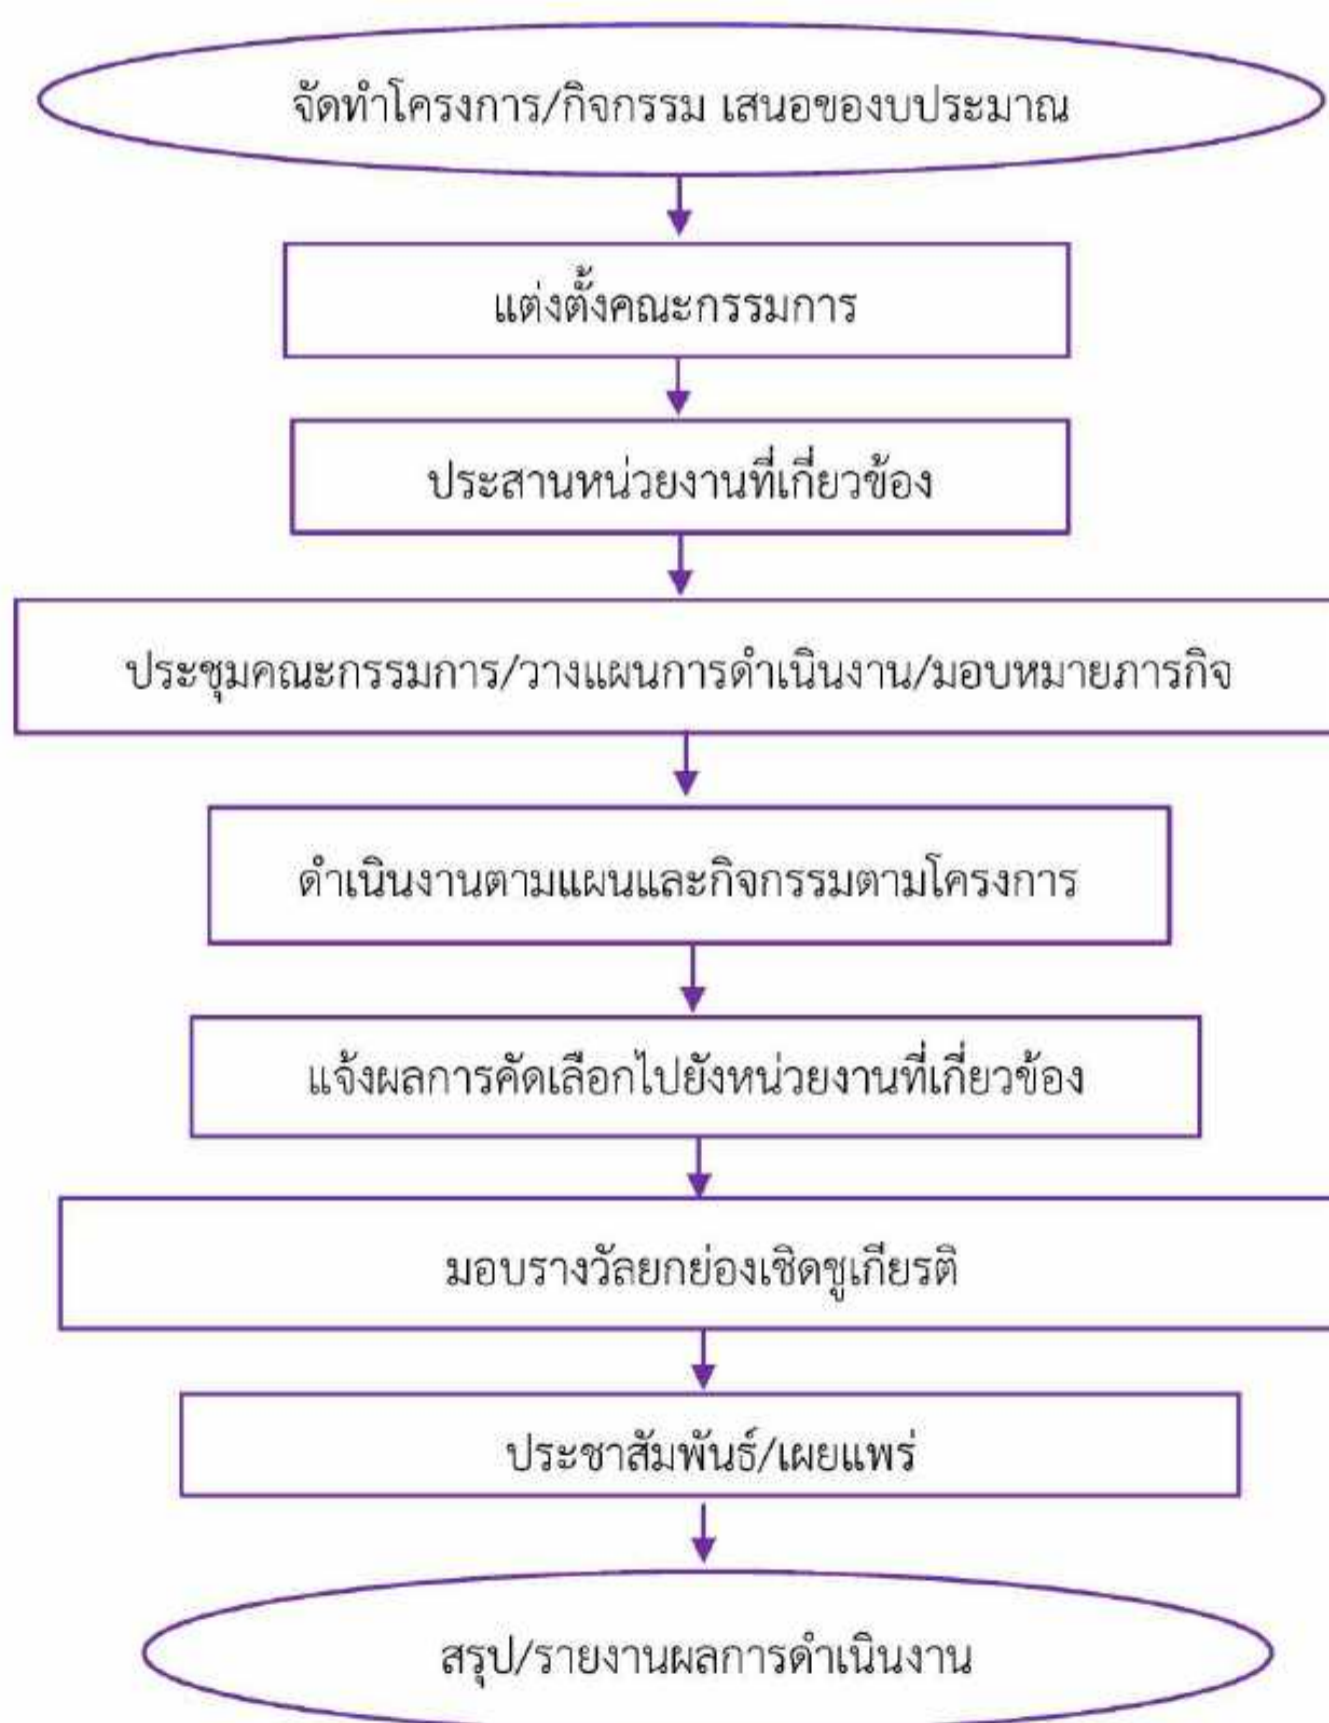 จัดทำโครงการ/กิจกรรม เสนอของบประมาณ
แต่งตั้งคณะกรรมการ
ประสานหน่วยงานที่เกี่ยวข้อง
ประชุมคณะกรรมการ/วางแผนการดำเนินงาน/มอบหมายภารกิจ
ดำเนินงานตามแผนและกิจกรรมตามโครงการ
แจ้งผลการคัดเลือกไปยังหน่วยงานที่เกี่ยวข้อง
มอบรางวัลยกย่องเชิดชูเกียรติ
ประชาสัมพันธ์/เผยแพร่
สรุป/รายงานผลการดำเนินงาน